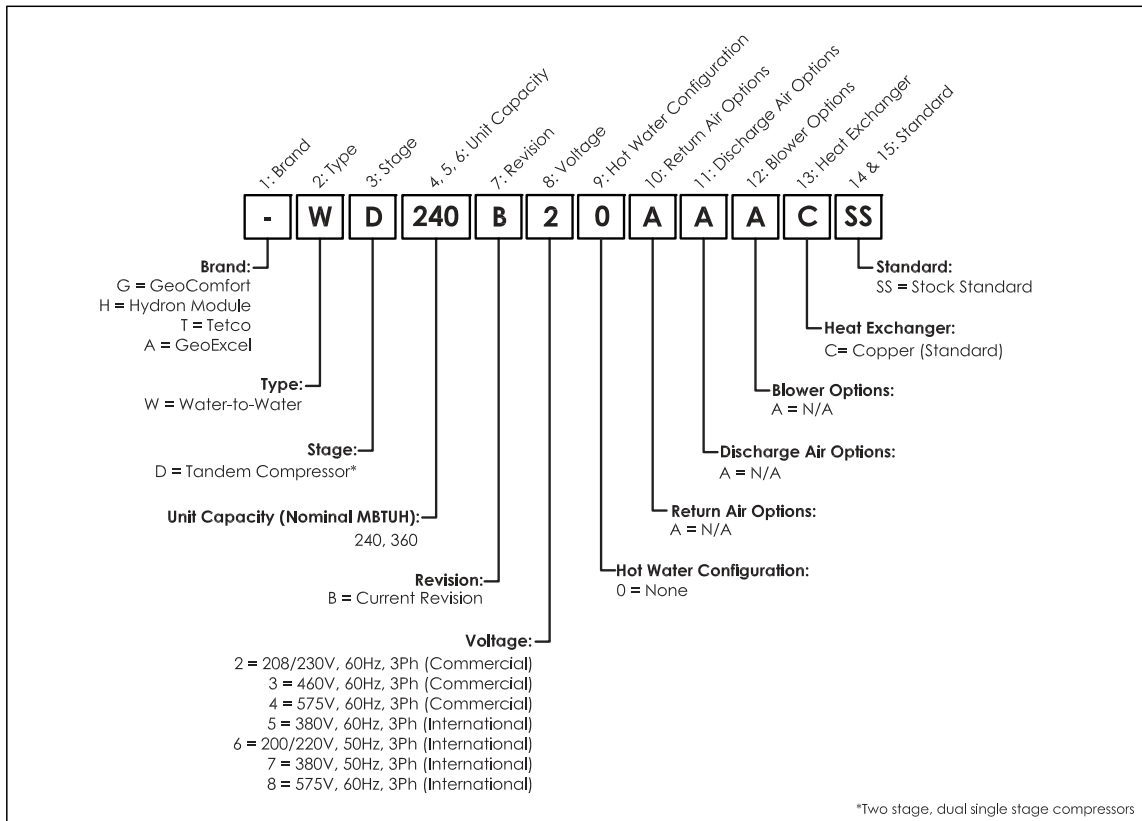 1: Brand
2: Type
3: Stage
4, 5, 6: Unit Capacity
7: Revision
8: Voltage
9: Hot Water Configuration
10: Return Air Options
11: Discharge Air Options
12: Blower Options
13: Heat Exchanger
14 & 15: Standard
- W D 240 B 2 0 A A A C SS
Brand:
G = GeoComfort
H = Hydron Module
T = Tetco
A = GeoExcel
Type:
W = Water-to-Water
Stage:
D = Tandem Compressor*
Unit Capacity (Nominal MBTUH):
240, 360
Revision:
B = Current Revision
Voltage:
2 = 208/230V, 60Hz, 3Ph (Commercial)
3 = 460V, 60Hz, 3Ph (Commercial)
4 = 575V, 60Hz, 3Ph (Commercial)
5 = 380V, 60Hz, 3Ph (International)
6 = 200/220V, 50Hz, 3Ph (International)
7 = 380V, 50Hz, 3Ph (International)
8 = 575V, 60Hz, 3Ph (International)
Standard:
SS = Stock Standard
Heat Exchanger:
C= Copper (Standard)
Blower Options:
A = N/A
Discharge Air Options:
A = N/A
Return Air Options:
A = N/A
Hot Water Configuration:
0 = None
*Two stage, dual single stage compressors